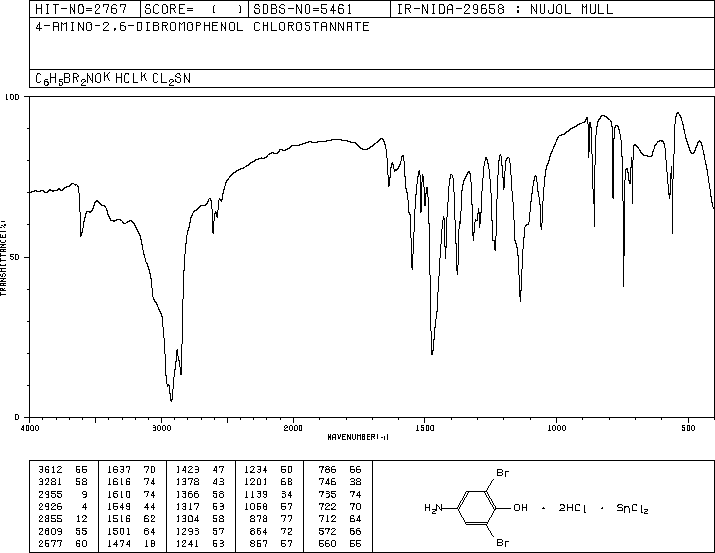 HIT-NO=2767 SCORE= ( ) SDBS-NO=5461 IR-NIDA-29658 : NUJOL MULL
4-AMINO-2,6-DIBROMOPHENOL CHLOROSTANNATE
C6H5BR2NOK HCLK CL2SN
100
TRANSMITTANCE(%)
50
0
4000 3000 2000 1500 1000 500
WAVENUMBER(-1)
3612 55 1637 70 1423 47 1234 50 786 66
3281 58 1616 74 1378 43 1201 68 746 38
2955 9 1610 74 1366 58 1139 34 735 74
2926 4 1549 44 1317 53 1058 57 722 70
2855 12 1516 62 1304 58 878 77 712 64
2609 55 1501 64 1293 57 864 72 572 66
2577 60 1474 18 1241 53 857 57 560 55
Br
H2N OH · 2HCl · SnCl2
Br